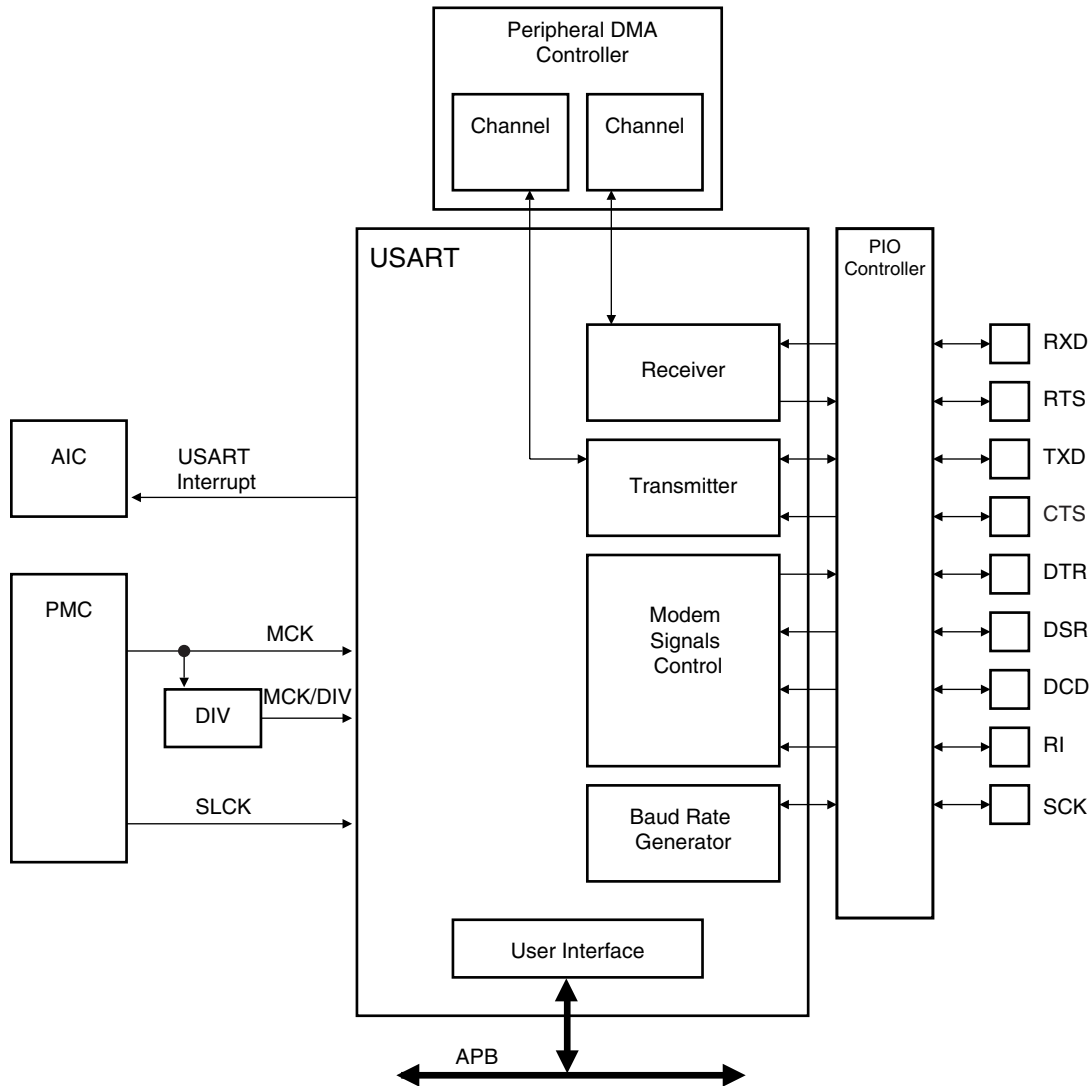 Peripheral DMA
Controller
Channel
Channel
USART
PIO
Controller
Receiver
RXD
RTS
AIC
USART
Interrupt
Transmitter
TXD
CTS
PMC
MCK
DIV
MCK/DIV
SLCK
Modem
Signals
Control
DTR
DSR
DCD
RI
Baud Rate
Generator
SCK
User Interface
APB